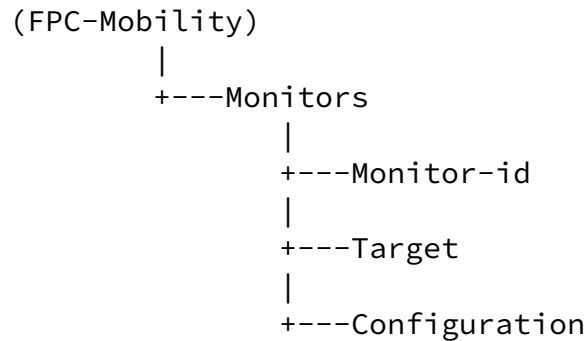 (FPC-Mobility)
|
+---Monitors
|
+---Monitor-id
|
+---Target
|
+---Configuration